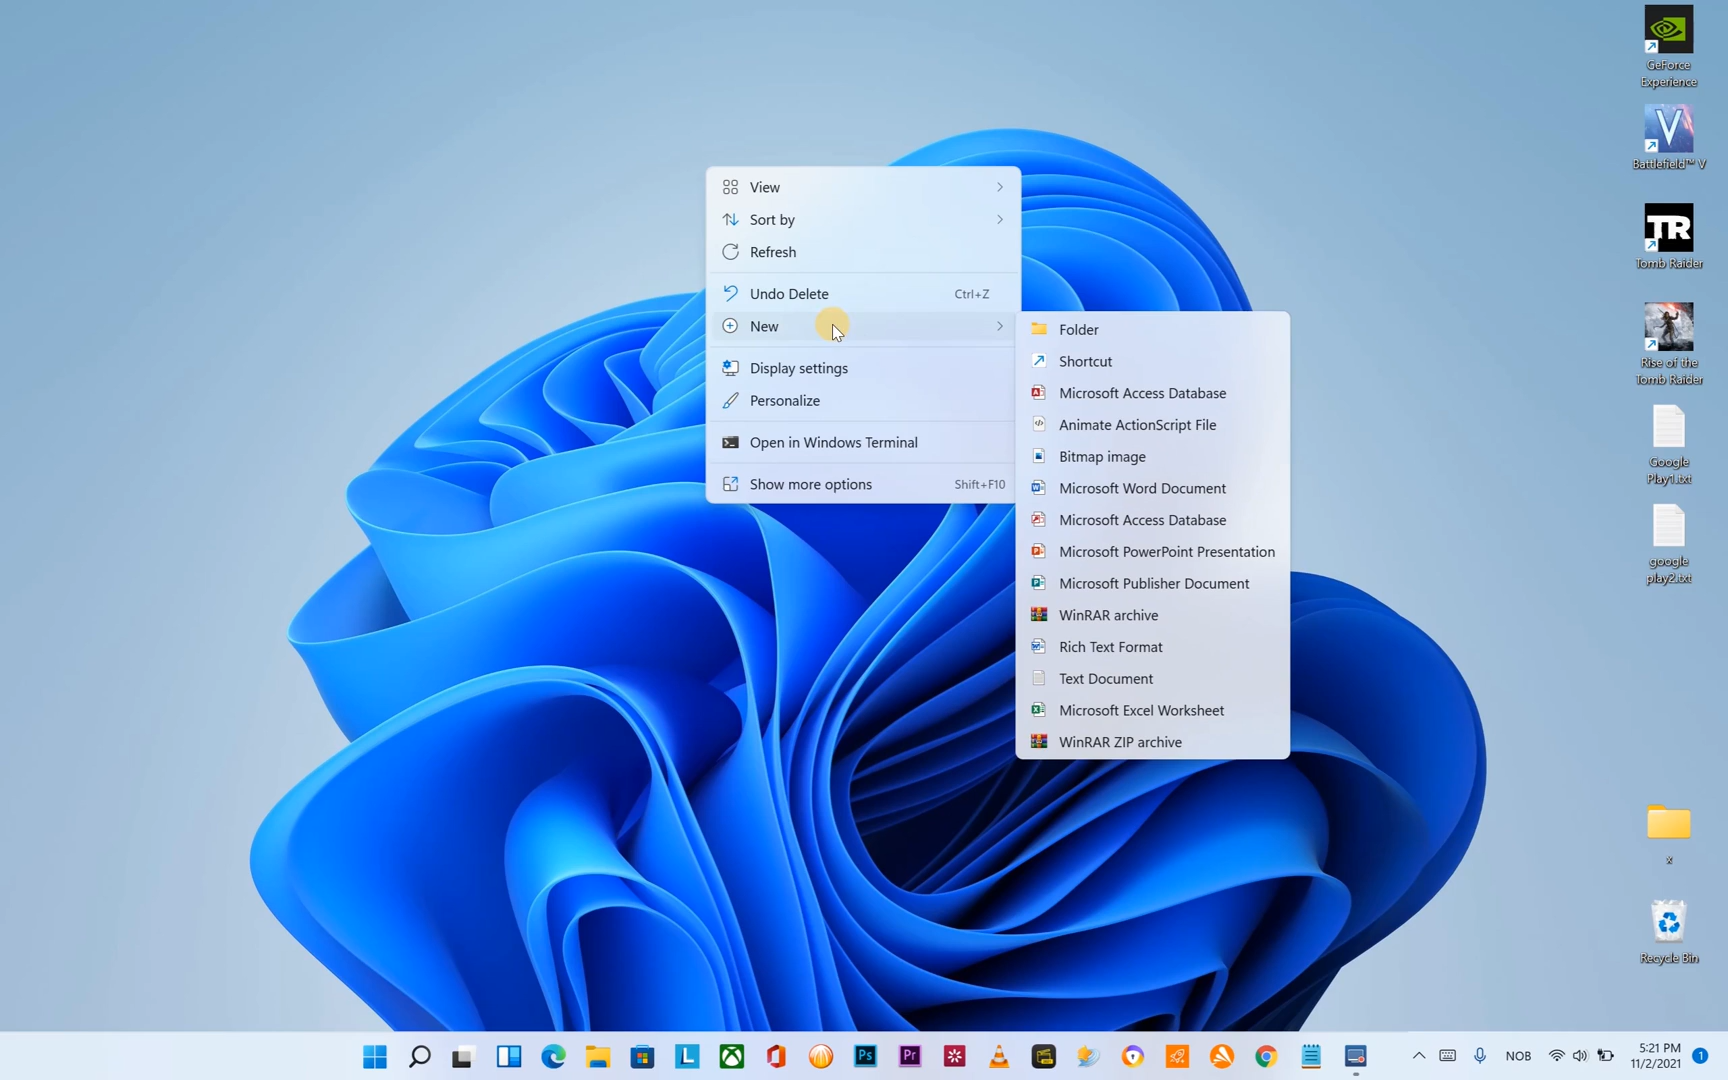 View
Sort by
Refresh
Undo Delete Ctrl+Z
New
Display settings
Personalize
Open in Windows Terminal
Show more options Shift+F10
Folder
Shortcut
Microsoft Access Database
Animate ActionScript File
Bitmap image
Microsoft Word Document
Microsoft Access Database
Microsoft PowerPoint Presentation
Microsoft Publisher Document
WinRAR archive
Rich Text Format
Text Document
Microsoft Excel Worksheet
WinRAR ZIP archive
GeForce
Experience
V
Battlefield™ V
TR
Tomb Raider
Rise of the
Tomb Raider
Google
Play1.txt
google
play2.txt
x
Recycle Bin
L
Ps
Pr
NOB
5:21 PM
11/2/2021
1